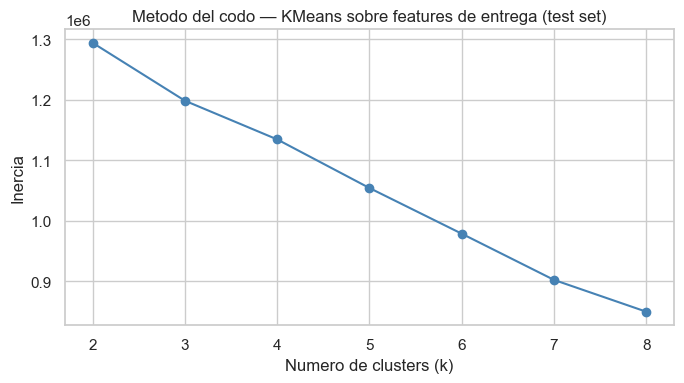 Metodo del codo — KMeans sobre features de entrega (test set)
1e6
1.3
1.2
1.1
1.0
0.9
Inercia
2 3 4 5 6 7 8
Numero de clusters (k)